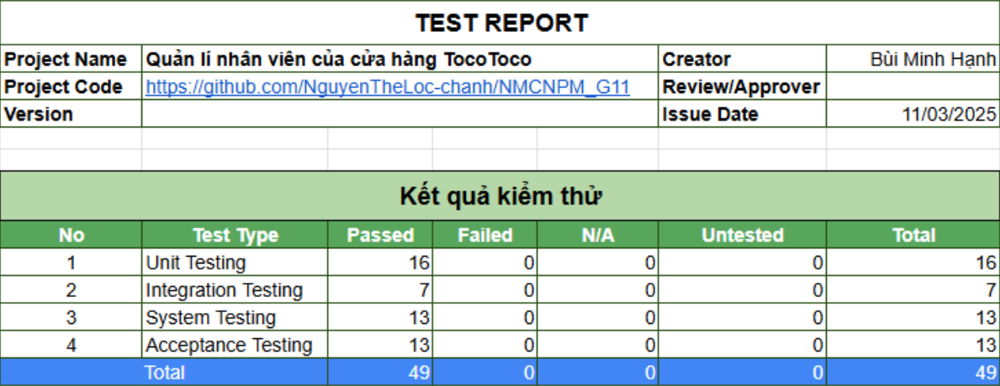 TEST REPORT
Project Name Quản lí nhân viên của cửa hàng TocoToco Creator Bùi Minh Hạnh
Project Code https://github.com/NguyenTheLoc-chanh/NMCNPM_G11 Review/Approver
Version Issue Date 11/03/2025
Kết quả kiểm thử
No Test Type Passed Failed N/A Untested Total
1 Unit Testing 16 0 0 0 16
2 Integration Testing 7 0 0 0 7
3 System Testing 13 0 0 0 13
4 Acceptance Testing 13 0 0 0 13
Total 49 0 0 0 49